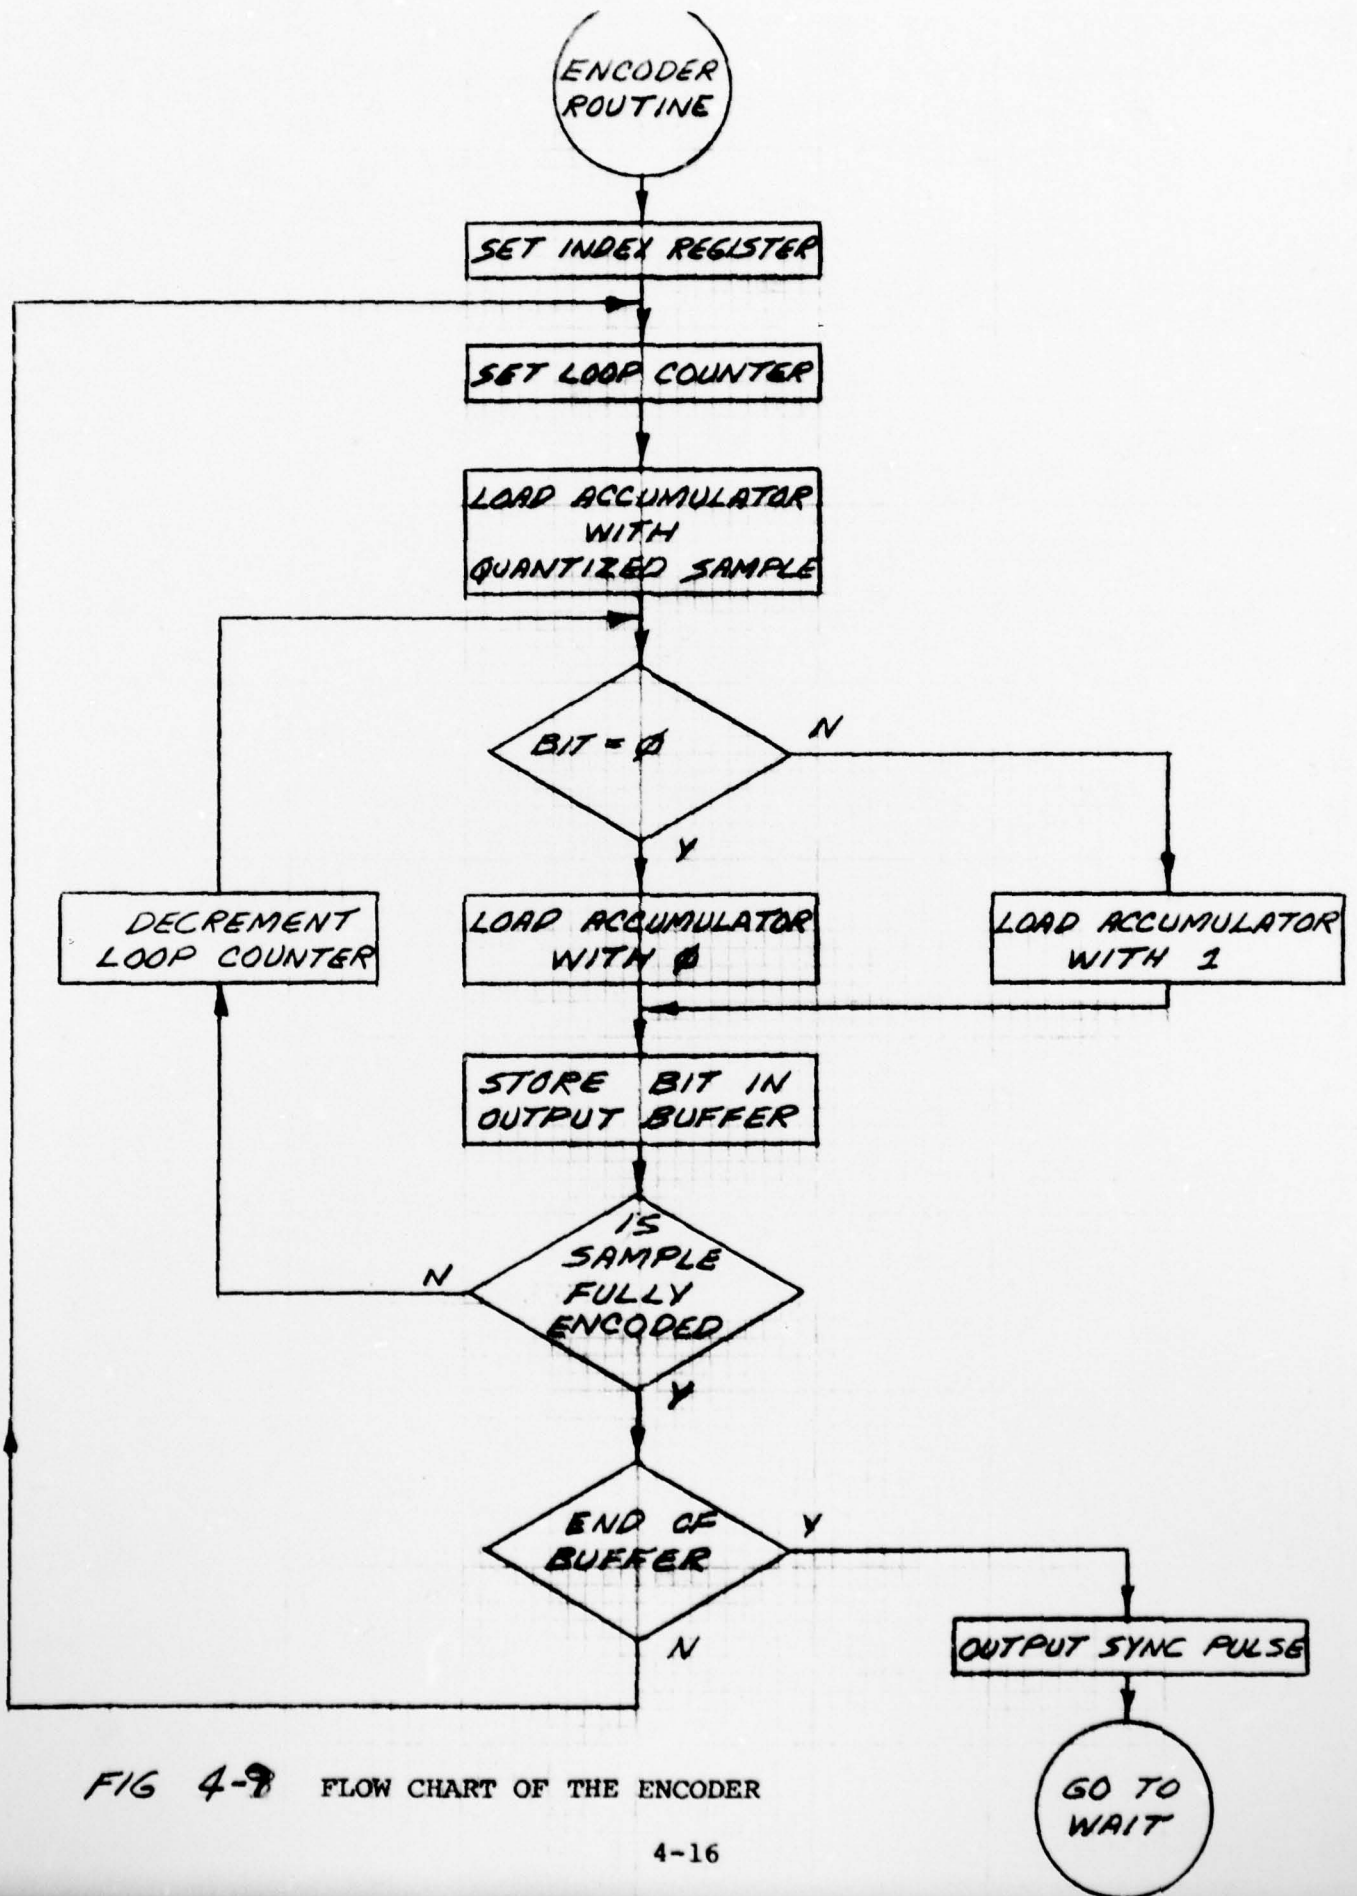 ENCODER
ROUTINE
SET INDEX REGISTER
SET LOOP COUNTER
LOAD ACCUMULATOR
WITH
QUANTIZED SAMPLE
BIT = Ø
N
Y
DECREMENT
LOOP COUNTER
LOAD ACCUMULATOR
WITH Ø
LOAD ACCUMULATOR
WITH 1
STORE BIT IN
OUTPUT BUFFER
IS
SAMPLE
FULLY
ENCODED
N
Y
END OF
BUFFER
Y
N
OUTPUT SYNC PULSE
GO TO
WAIT
FIG FLOW CHART OF THE ENCODER
4-16